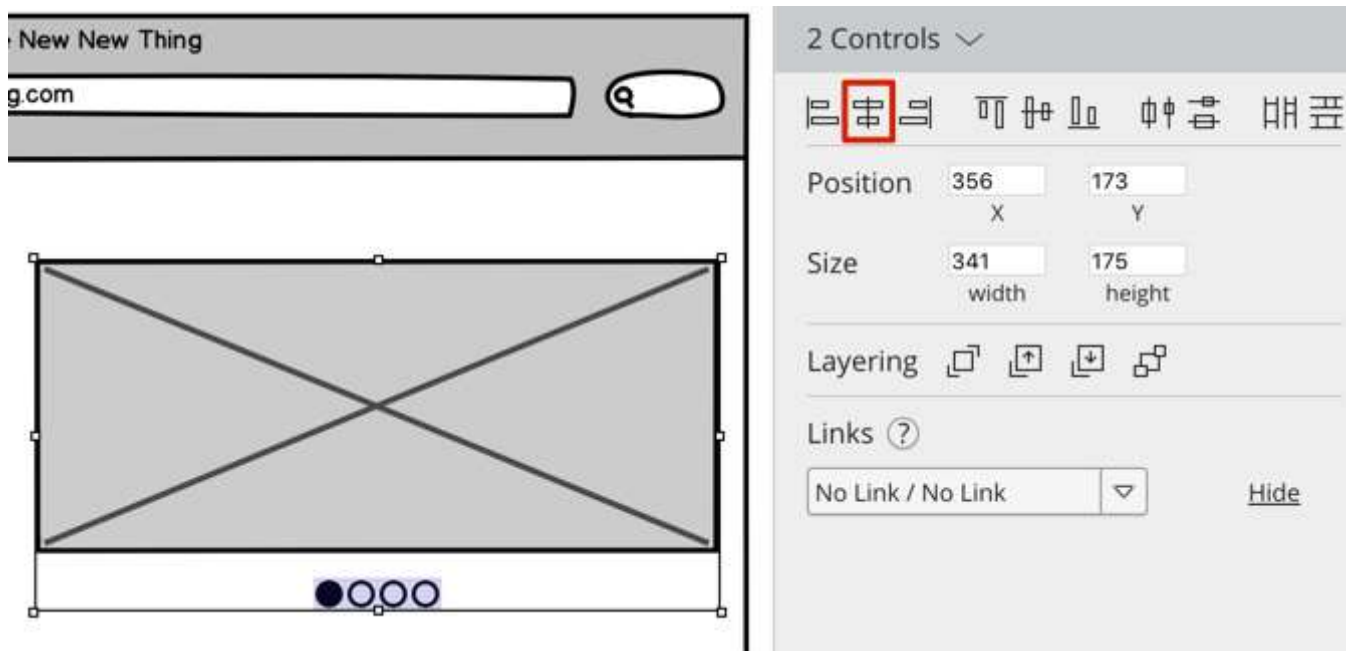 New New Thing
g.com
2 Controls
Position 356 173
X Y
Size 341 175
width height
Layering
Links ?
No Link / No Link Hide